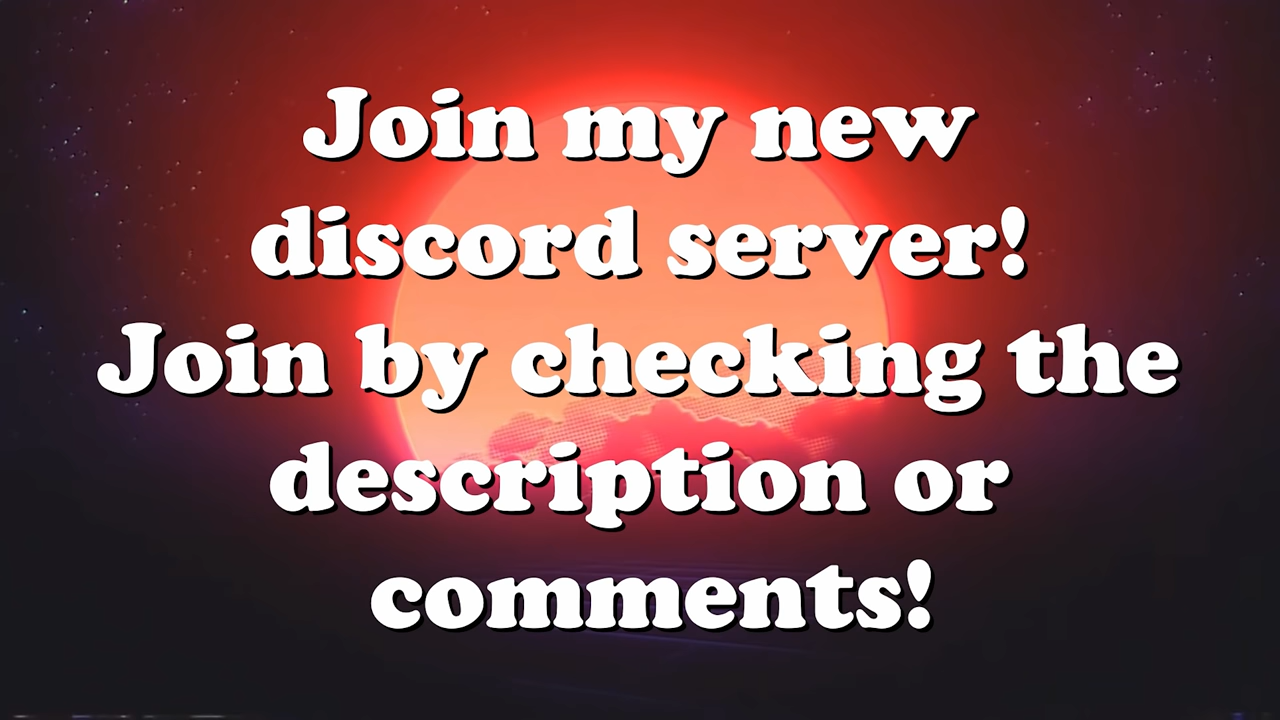 Join my new
discord server!
Join by checking the
description or
comments!